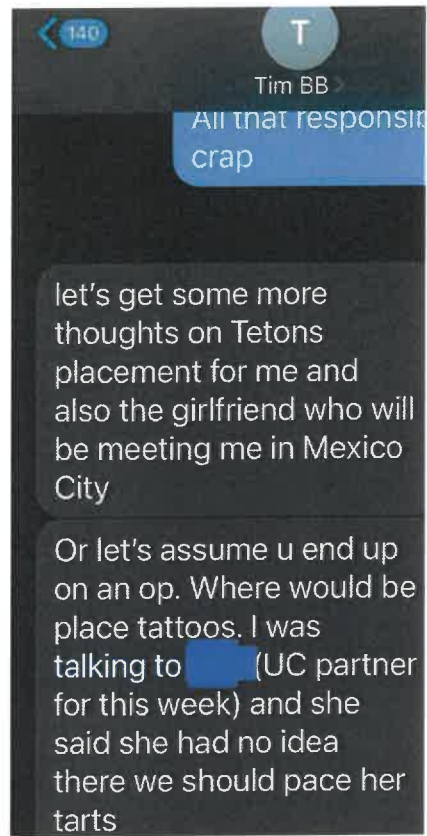 140
T
Tim BB
All that responsib
crap
let's get some more
thoughts on Tetons
placement for me and
also the girlfriend who will
be meeting me in Mexico
City
Or let's assume u end up
on an op. Where would be
place tattoos. I was
talking to (UC partner
for this week) and she
said she had no idea
there we should pace her
tarts